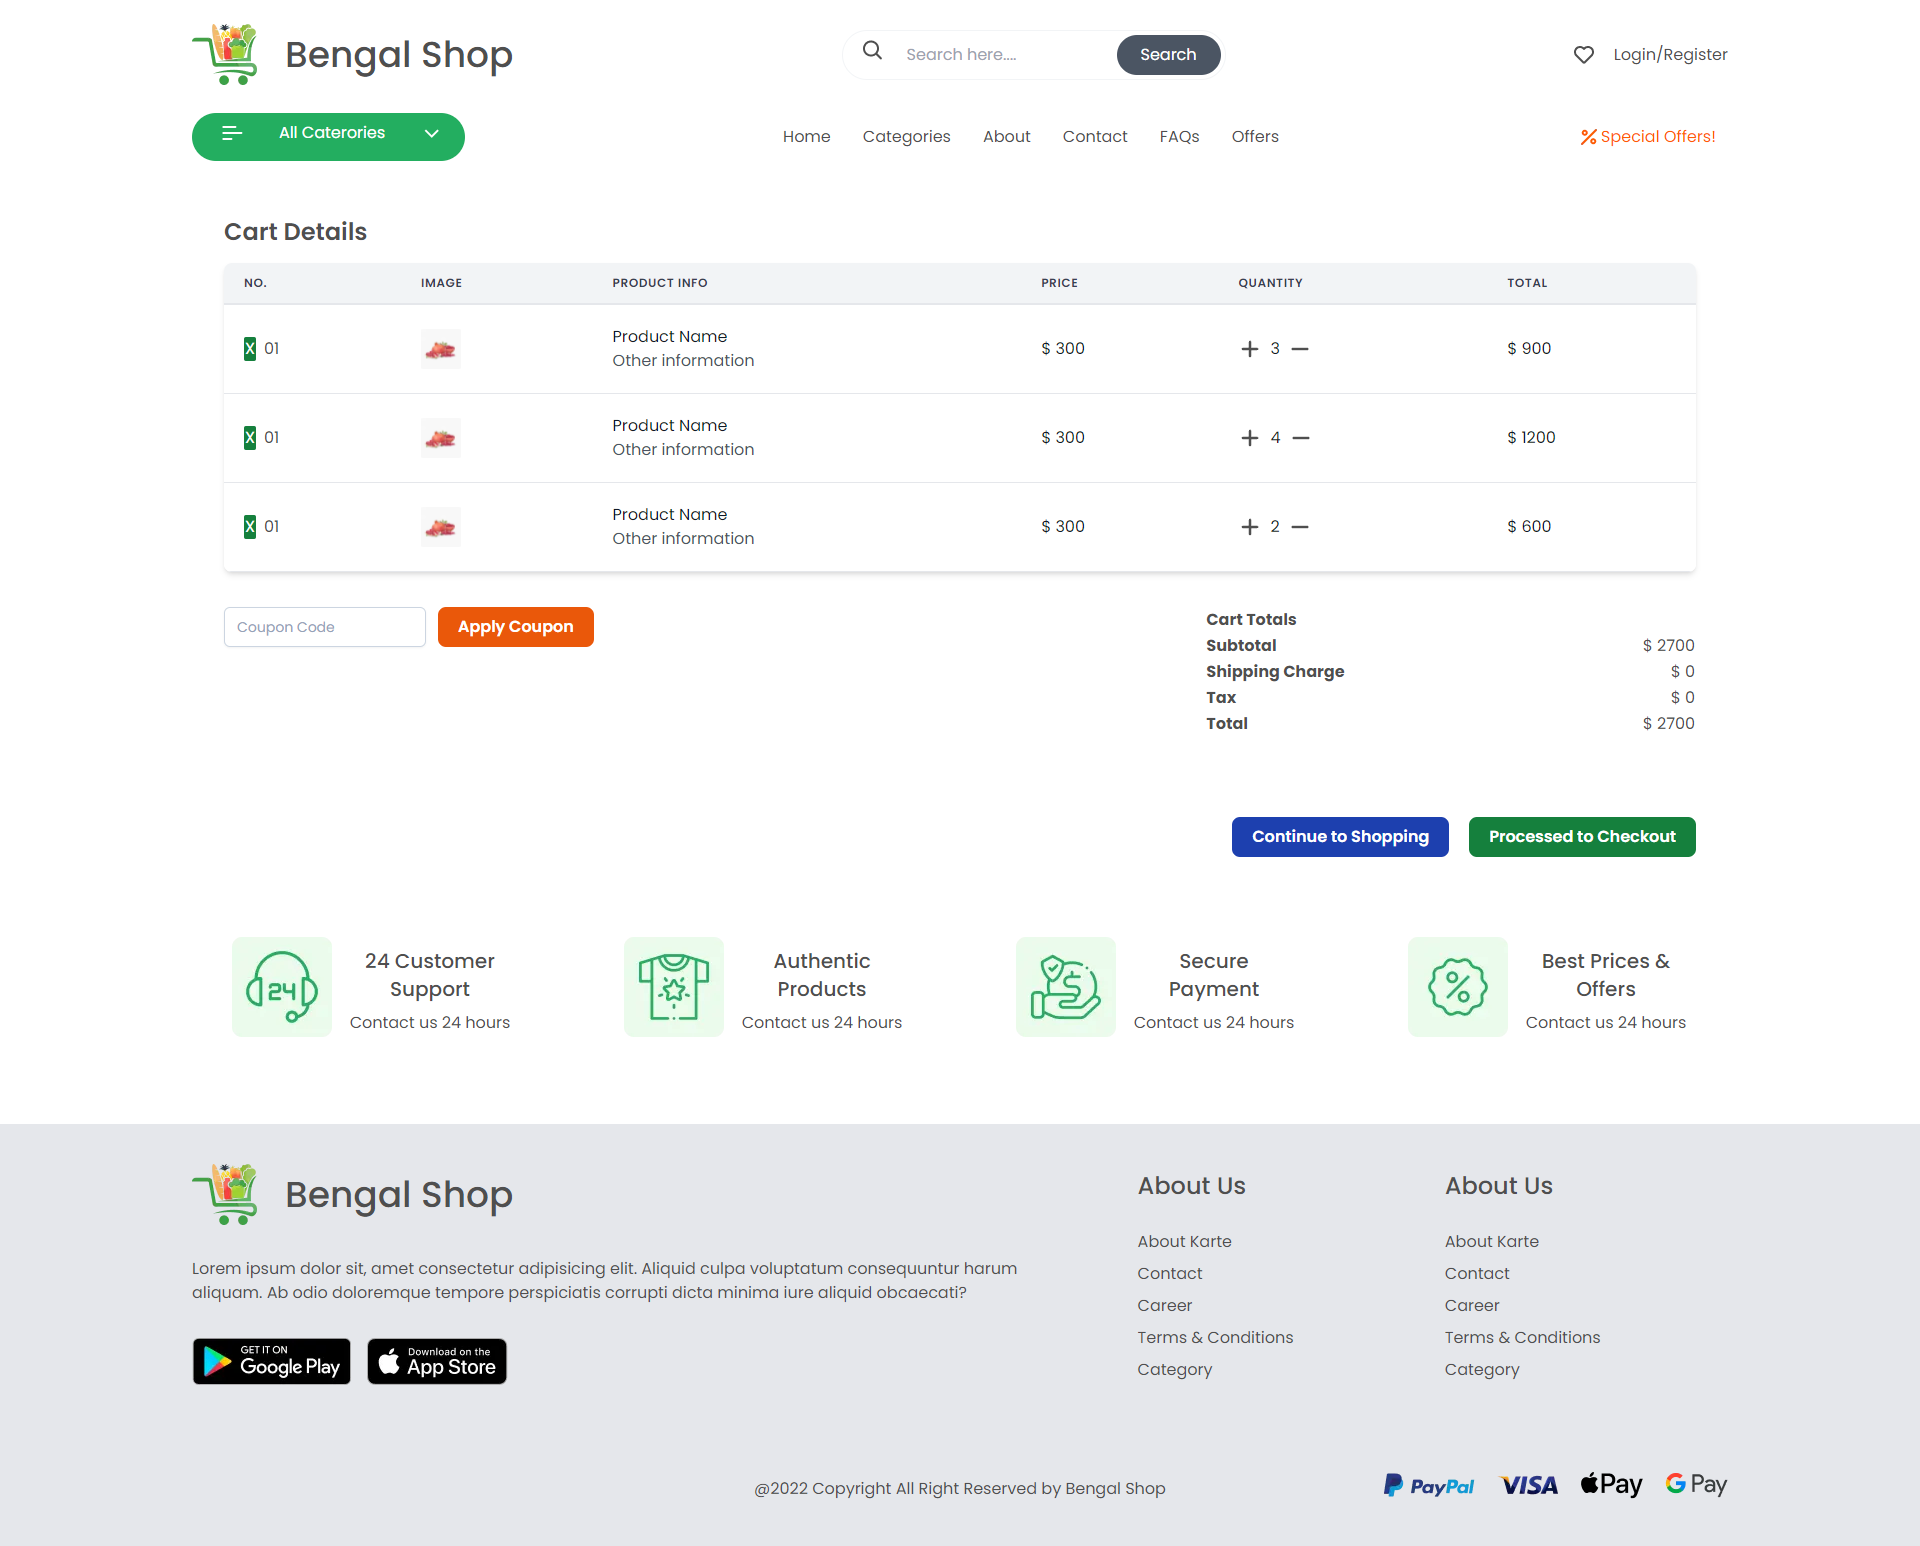 Bengal Shop
Search here....
Search
Login/Register
All Caterories
Home Categories About Contact FAQs Offers
Special Offers!
Cart Details
NO. IMAGE PRODUCT INFO PRICE QUANTITY TOTAL
X 01 Product Name $ 300 3 $ 900
Other information
X 01 Product Name $ 300 4 $ 1200
Other information
X 01 Product Name $ 300 2 $ 600
Other information
Coupon Code
Apply Coupon
Cart Totals
Subtotal $ 2700
Shipping Charge $ 0
Tax $ 0
Total $ 2700
Continue to Shopping
Processed to Checkout
24
24 Customer
Support
Contact us 24 hours
Authentic
Products
Contact us 24 hours
Secure
Payment
Contact us 24 hours
Best Prices &
Offers
Contact us 24 hours
Bengal Shop
Lorem ipsum dolor sit, amet consectetur adipisicing elit. Aliquid culpa voluptatum consequuntur harum
aliquam. Ab odio doloremque tempore perspiciatis corrupti dicta minima iure aliquid obcaecati?
GET IT ON
Google Play
Download on the
App Store
About Us
About Karte
Contact
Career
Terms & Conditions
Category
About Us
About Karte
Contact
Career
Terms & Conditions
Category
@2022 Copyright All Right Reserved by Bengal Shop
PayPal
VISA
Pay
G Pay